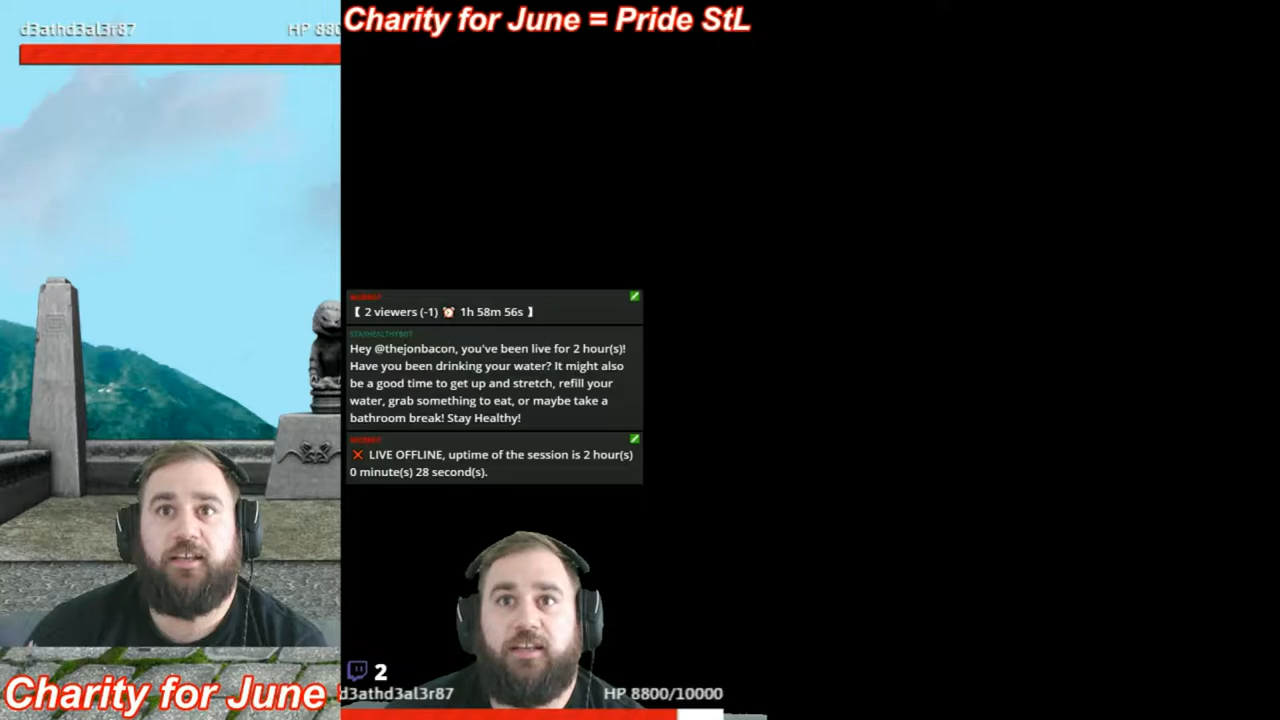 Charity for June = Pride StL
d3athd3al3r87
HP 880
【 2 viewers (-1) ⏰ 1h 58m 56s 】
STAYHEALTHYBOT
Hey @thejonbacon, you've been live for 2 hour(s)!
Have you been drinking your water? It might also
be a good time to get up and stretch, refill your
water, grab something to eat, or maybe take a
bathroom break! Stay Healthy!
❌ LIVE OFFLINE, uptime of the session is 2 hour(s)
0 minute(s) 28 second(s).
2
d3athd3al3r87
HP 8800/10000
Charity for June